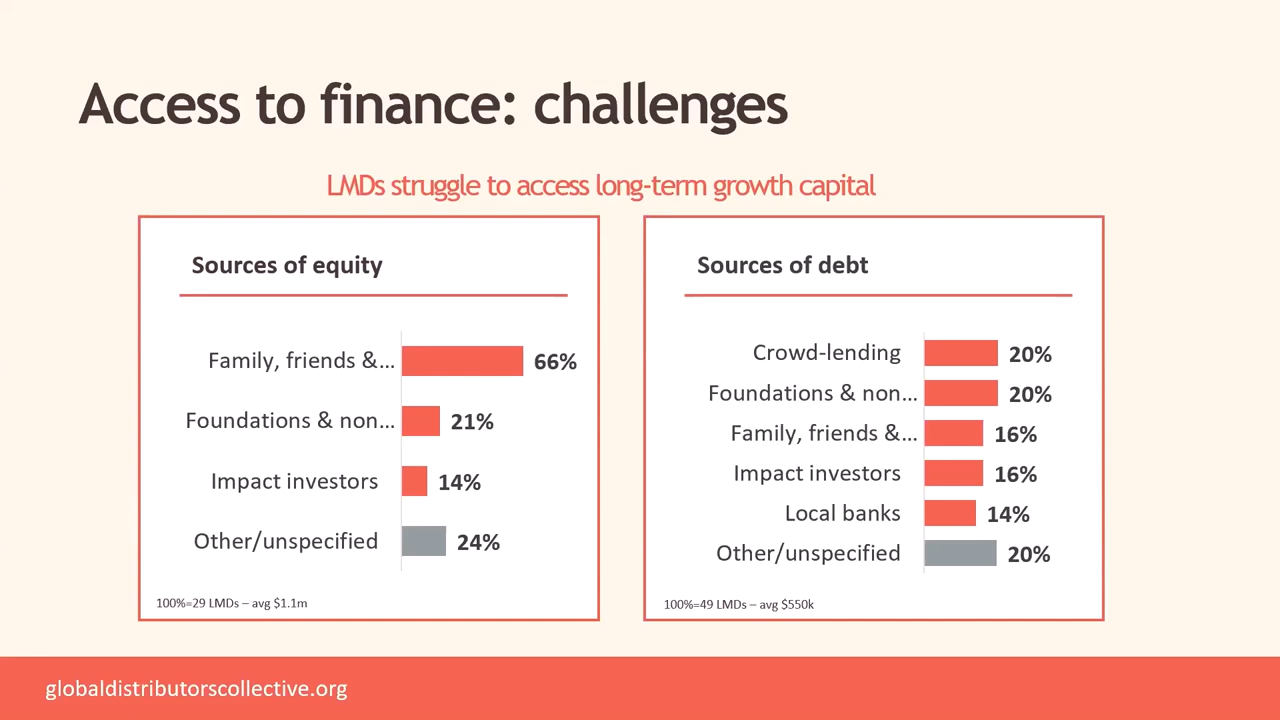 Access to finance: challenges
LMDs struggle to access long-term growth capital
Sources of equity
Family, friends &... 66%
Foundations & non... 21%
Impact investors 14%
Other/unspecified 24%
100%=29 LMDs – avg $1.1m
Sources of debt
Crowd-lending 20%
Foundations & non... 20%
Family, friends &... 16%
Impact investors 16%
Local banks 14%
Other/unspecified 20%
100%=49 LMDs – avg $550k
globaldistributorscollective.org